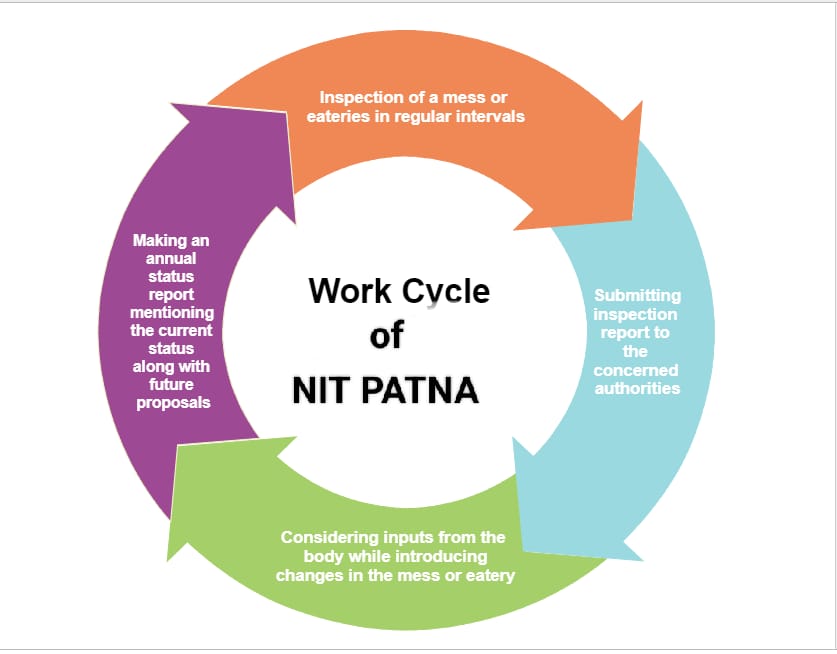 Inspection of a mess or
eateries in regular intervals
Submitting
inspection
report to
the
concerned
authorities
Considering inputs from the
body while introducing
changes in the mess or eatery
Making an
annual
status
report
mentioning
the current
status
along with
future
proposals
Work Cycle
of
NIT PATNA